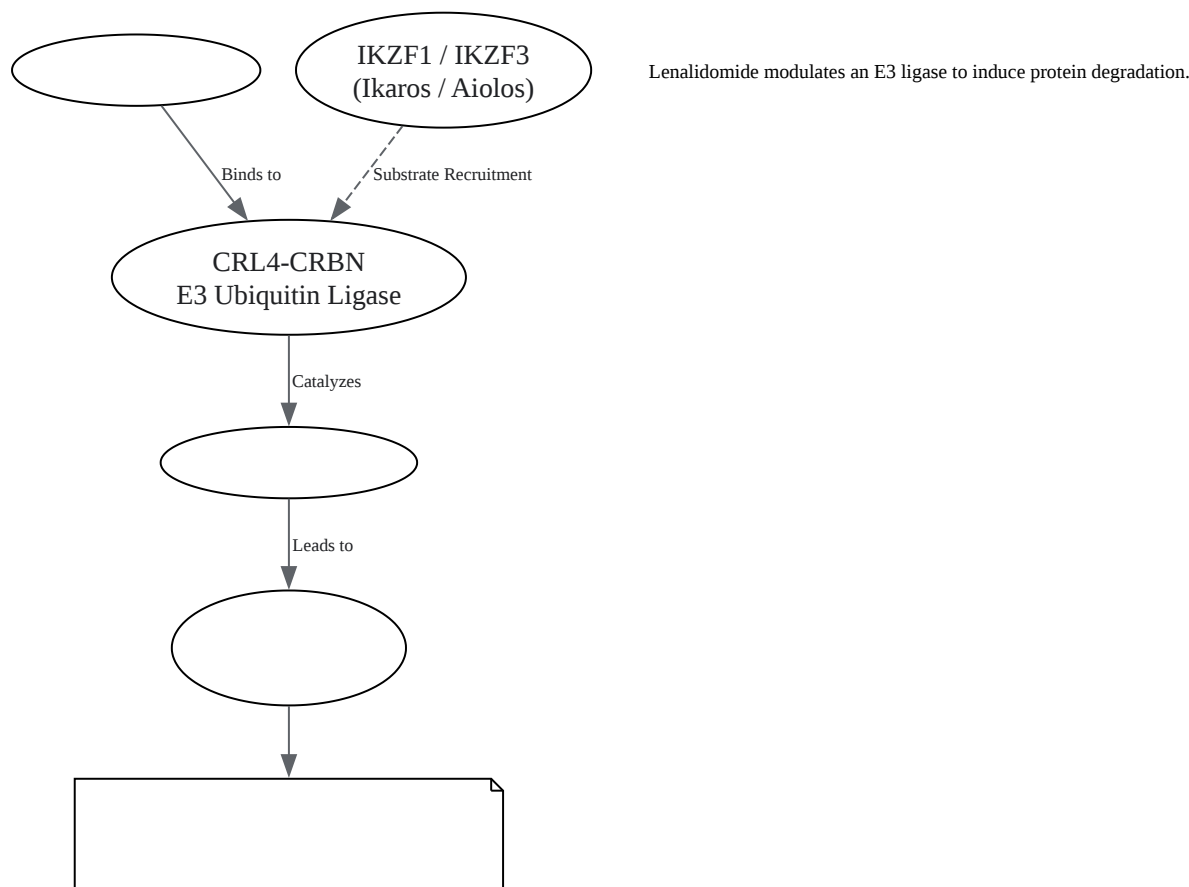 IKZF1 / IKZF3
(Ikaros / Aiolos)
Lenalidomide modulates an E3 ligase to induce protein degradation.
Binds to
Substrate Recruitment
CRL4-CRBN
E3 Ubiquitin Ligase
Catalyzes
Leads to